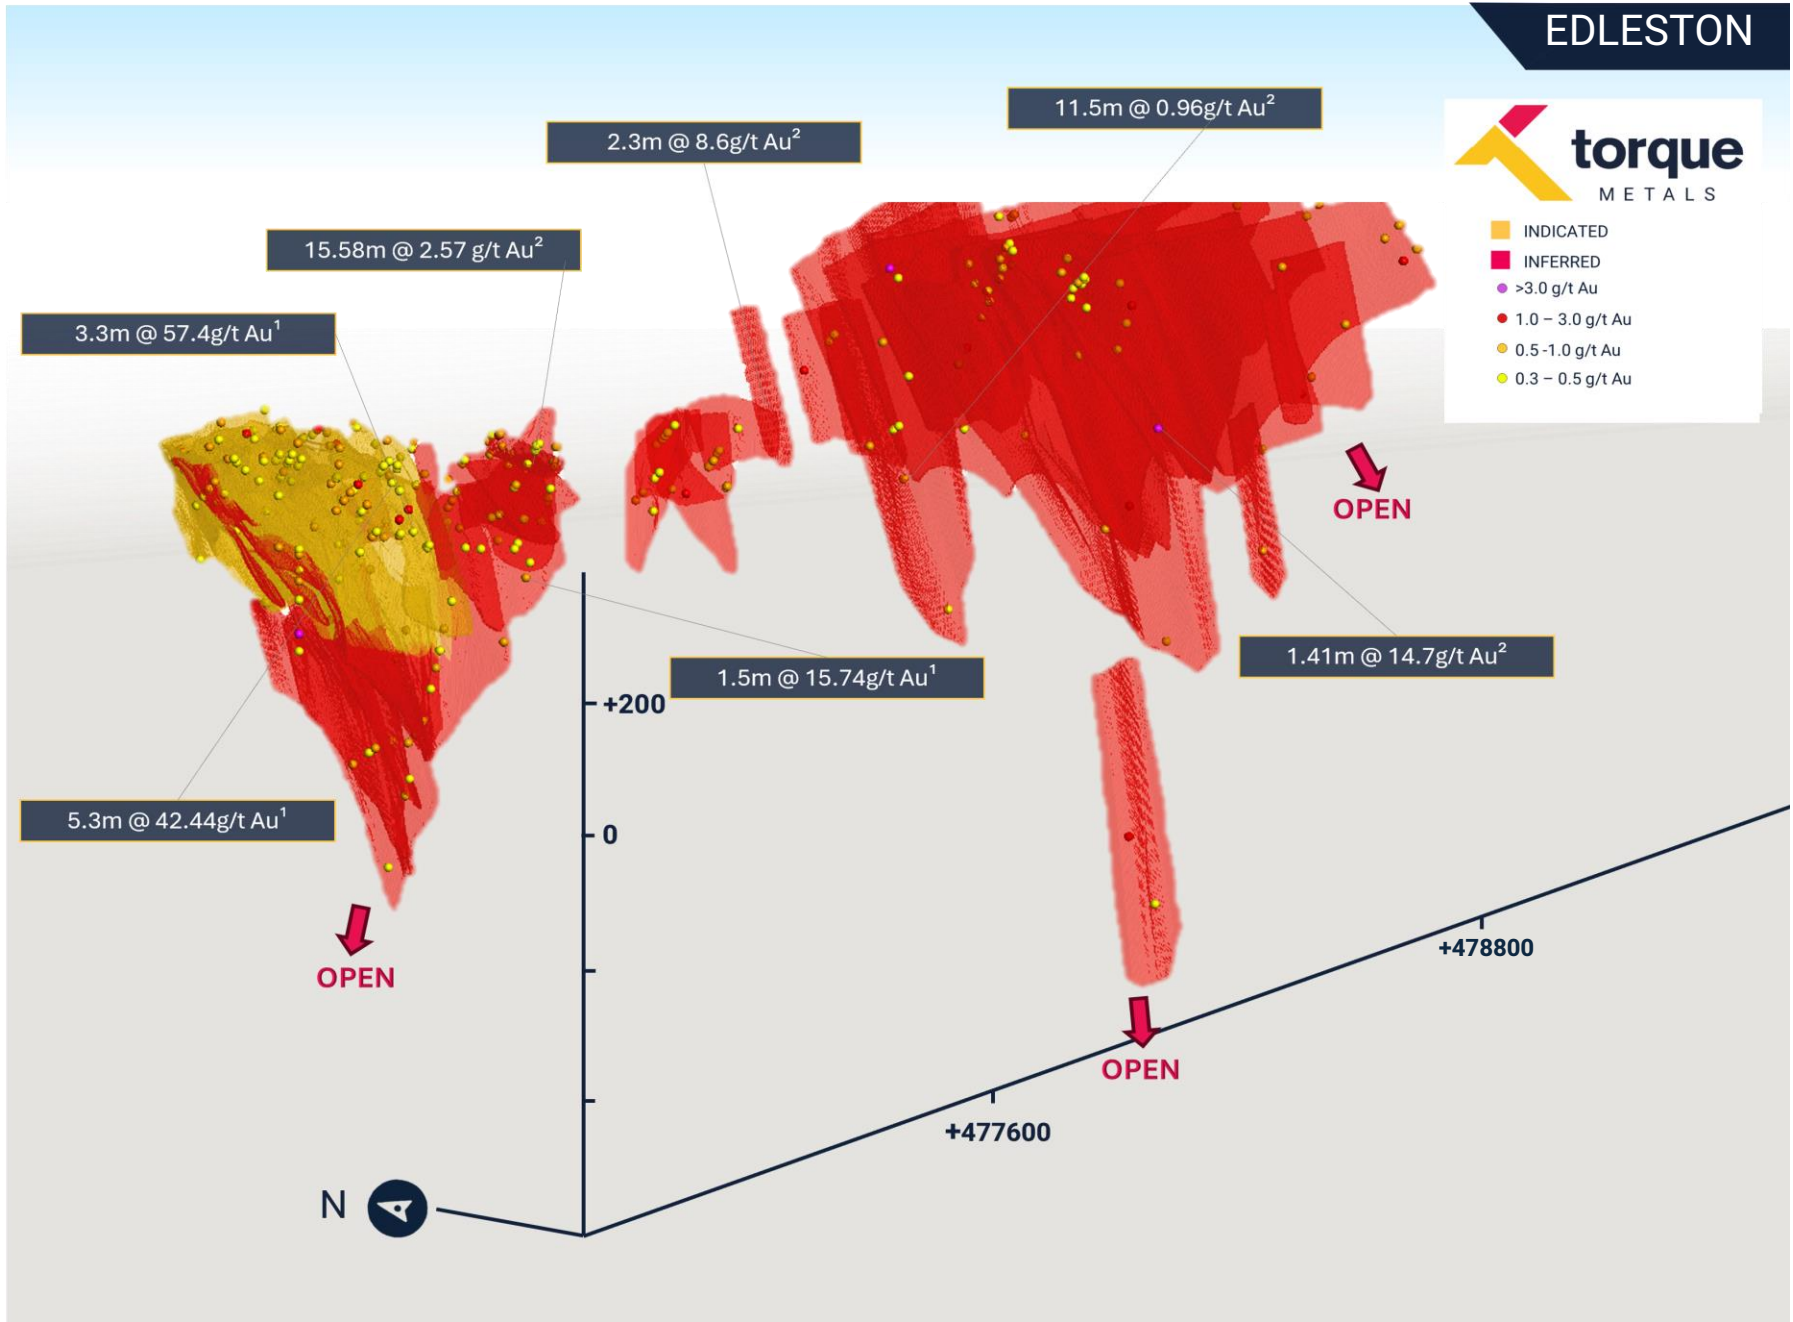 EDLESTON
torque
METALS
INDICATED
INFERRED
>3.0 g/t Au
1.0 – 3.0 g/t Au
0.5 -1.0 g/t Au
0.3 – 0.5 g/t Au
11.5m @ 0.96g/t Au²
2.3m @ 8.6g/t Au²
15.58m @ 2.57 g/t Au²
3.3m @ 57.4g/t Au¹
OPEN
1.41m @ 14.7g/t Au²
1.5m @ 15.74g/t Au¹
+200
5.3m @ 42.44g/t Au¹
0
OPEN
+478800
OPEN
+477600
N